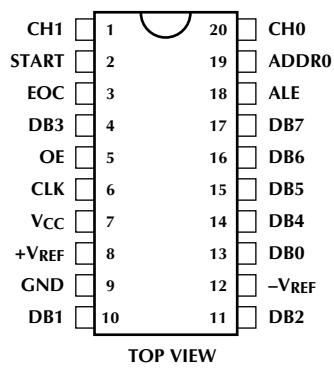 CH1 1 20 CH0
START 2 19 ADDR0
EOC 3 18 ALE
DB3 4 17 DB7
OE 5 16 DB6
CLK 6 15 DB5
VCC 7 14 DB4
+VREF 8 13 DB0
GND 9 12 –VREF
DB1 10 11 DB2
TOP VIEW